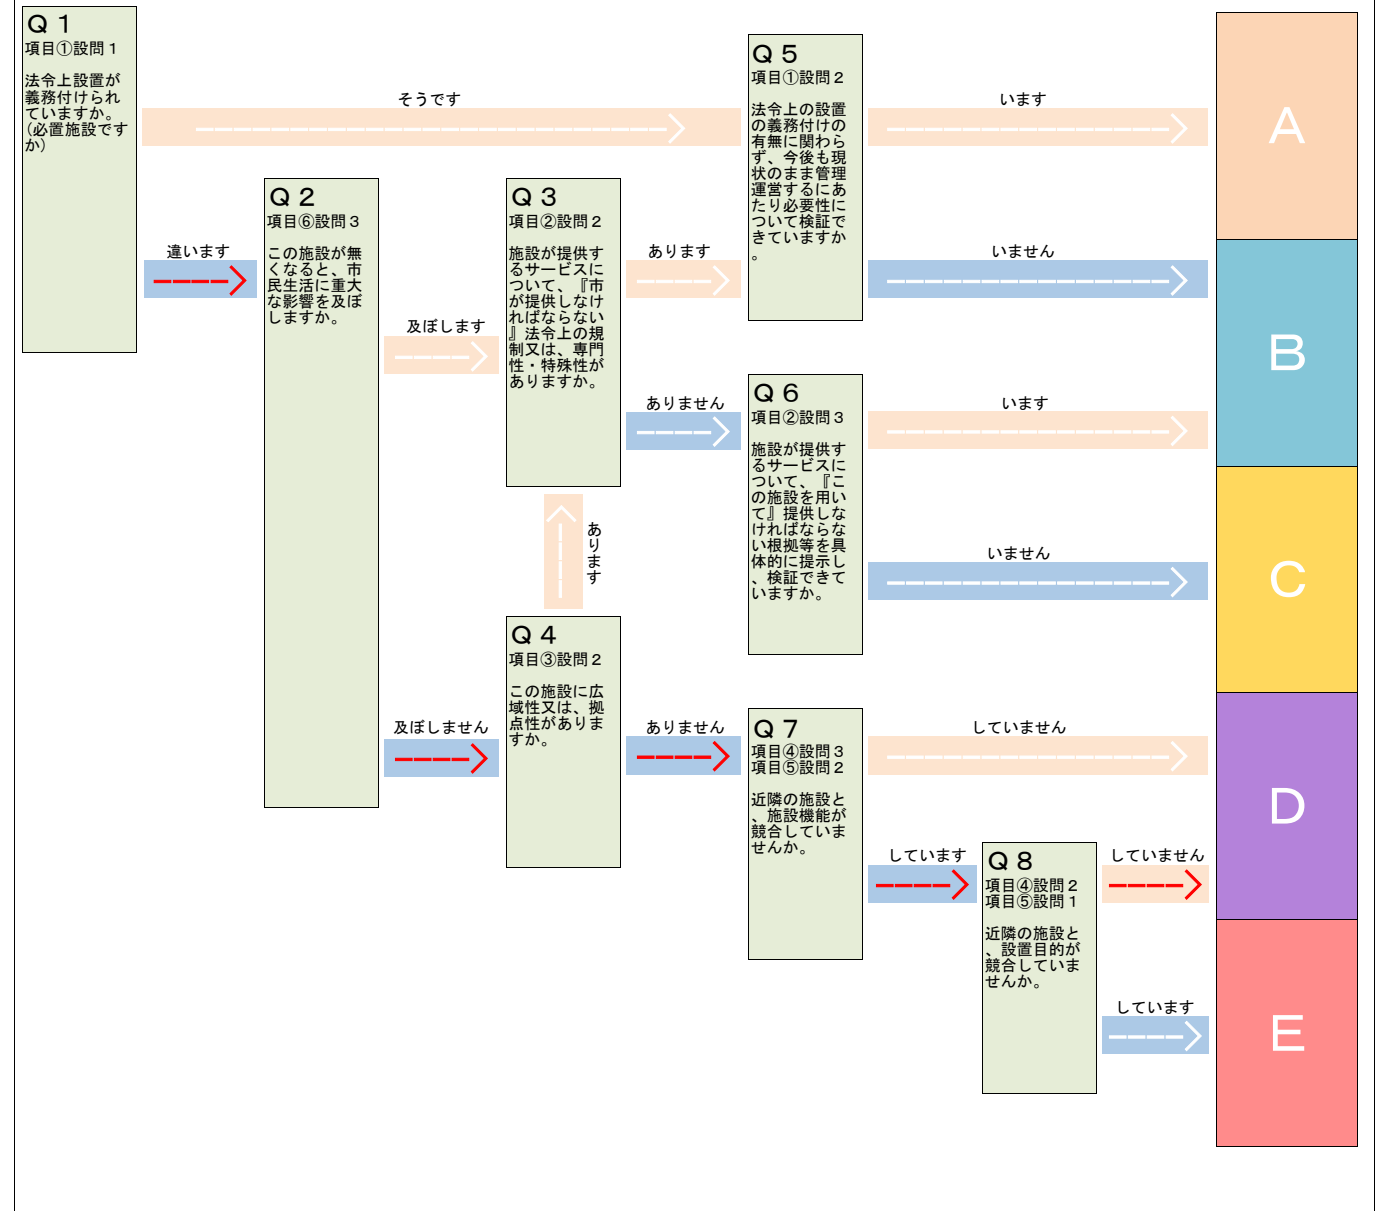 Ｑ１
項目①設問１
法令上設置が
義務付けられ
ていますか。
（必置施設です
か）
そうです
違います
Ｑ２
項目⑥設問３
この施設が無
くなると、市
民生活に重大
な影響を及ぼ
しますか。
及ぼします
及ぼしません
Ｑ３
項目②設問２
施設が提供す
るサービスに
ついて、『市
が提供しなけ
ればならない
』法令上の規
制又は、専門
性・特殊性が
ありますか。
あります
ありません
あります
Ｑ４
項目③設問２
この施設に広
域性又は、拠
点性がありま
すか。
ありません
Ｑ５
項目①設問２
法令上の設置
の義務付けの
有無に関わら
ず、今後も現
状のまま管理
運営するにあ
たり必要性に
ついて検証で
きていますか
。
います
いません
Ｑ６
項目②設問３
施設が提供す
るサービスに
ついて、『こ
の施設を用い
て』提供しな
ければならな
い根拠等を具
体的に提示し
、検証できて
いますか。
います
いません
Ｑ７
項目④設問３
項目⑤設問２
近隣の施設と
、施設機能が
競合していま
せんか。
していません
しています
Ｑ８
項目④設問２
項目⑤設問１
近隣の施設と
、設置目的が
競合していま
せんか。
していません
しています
Ａ
Ｂ
Ｃ
Ｄ
Ｅ